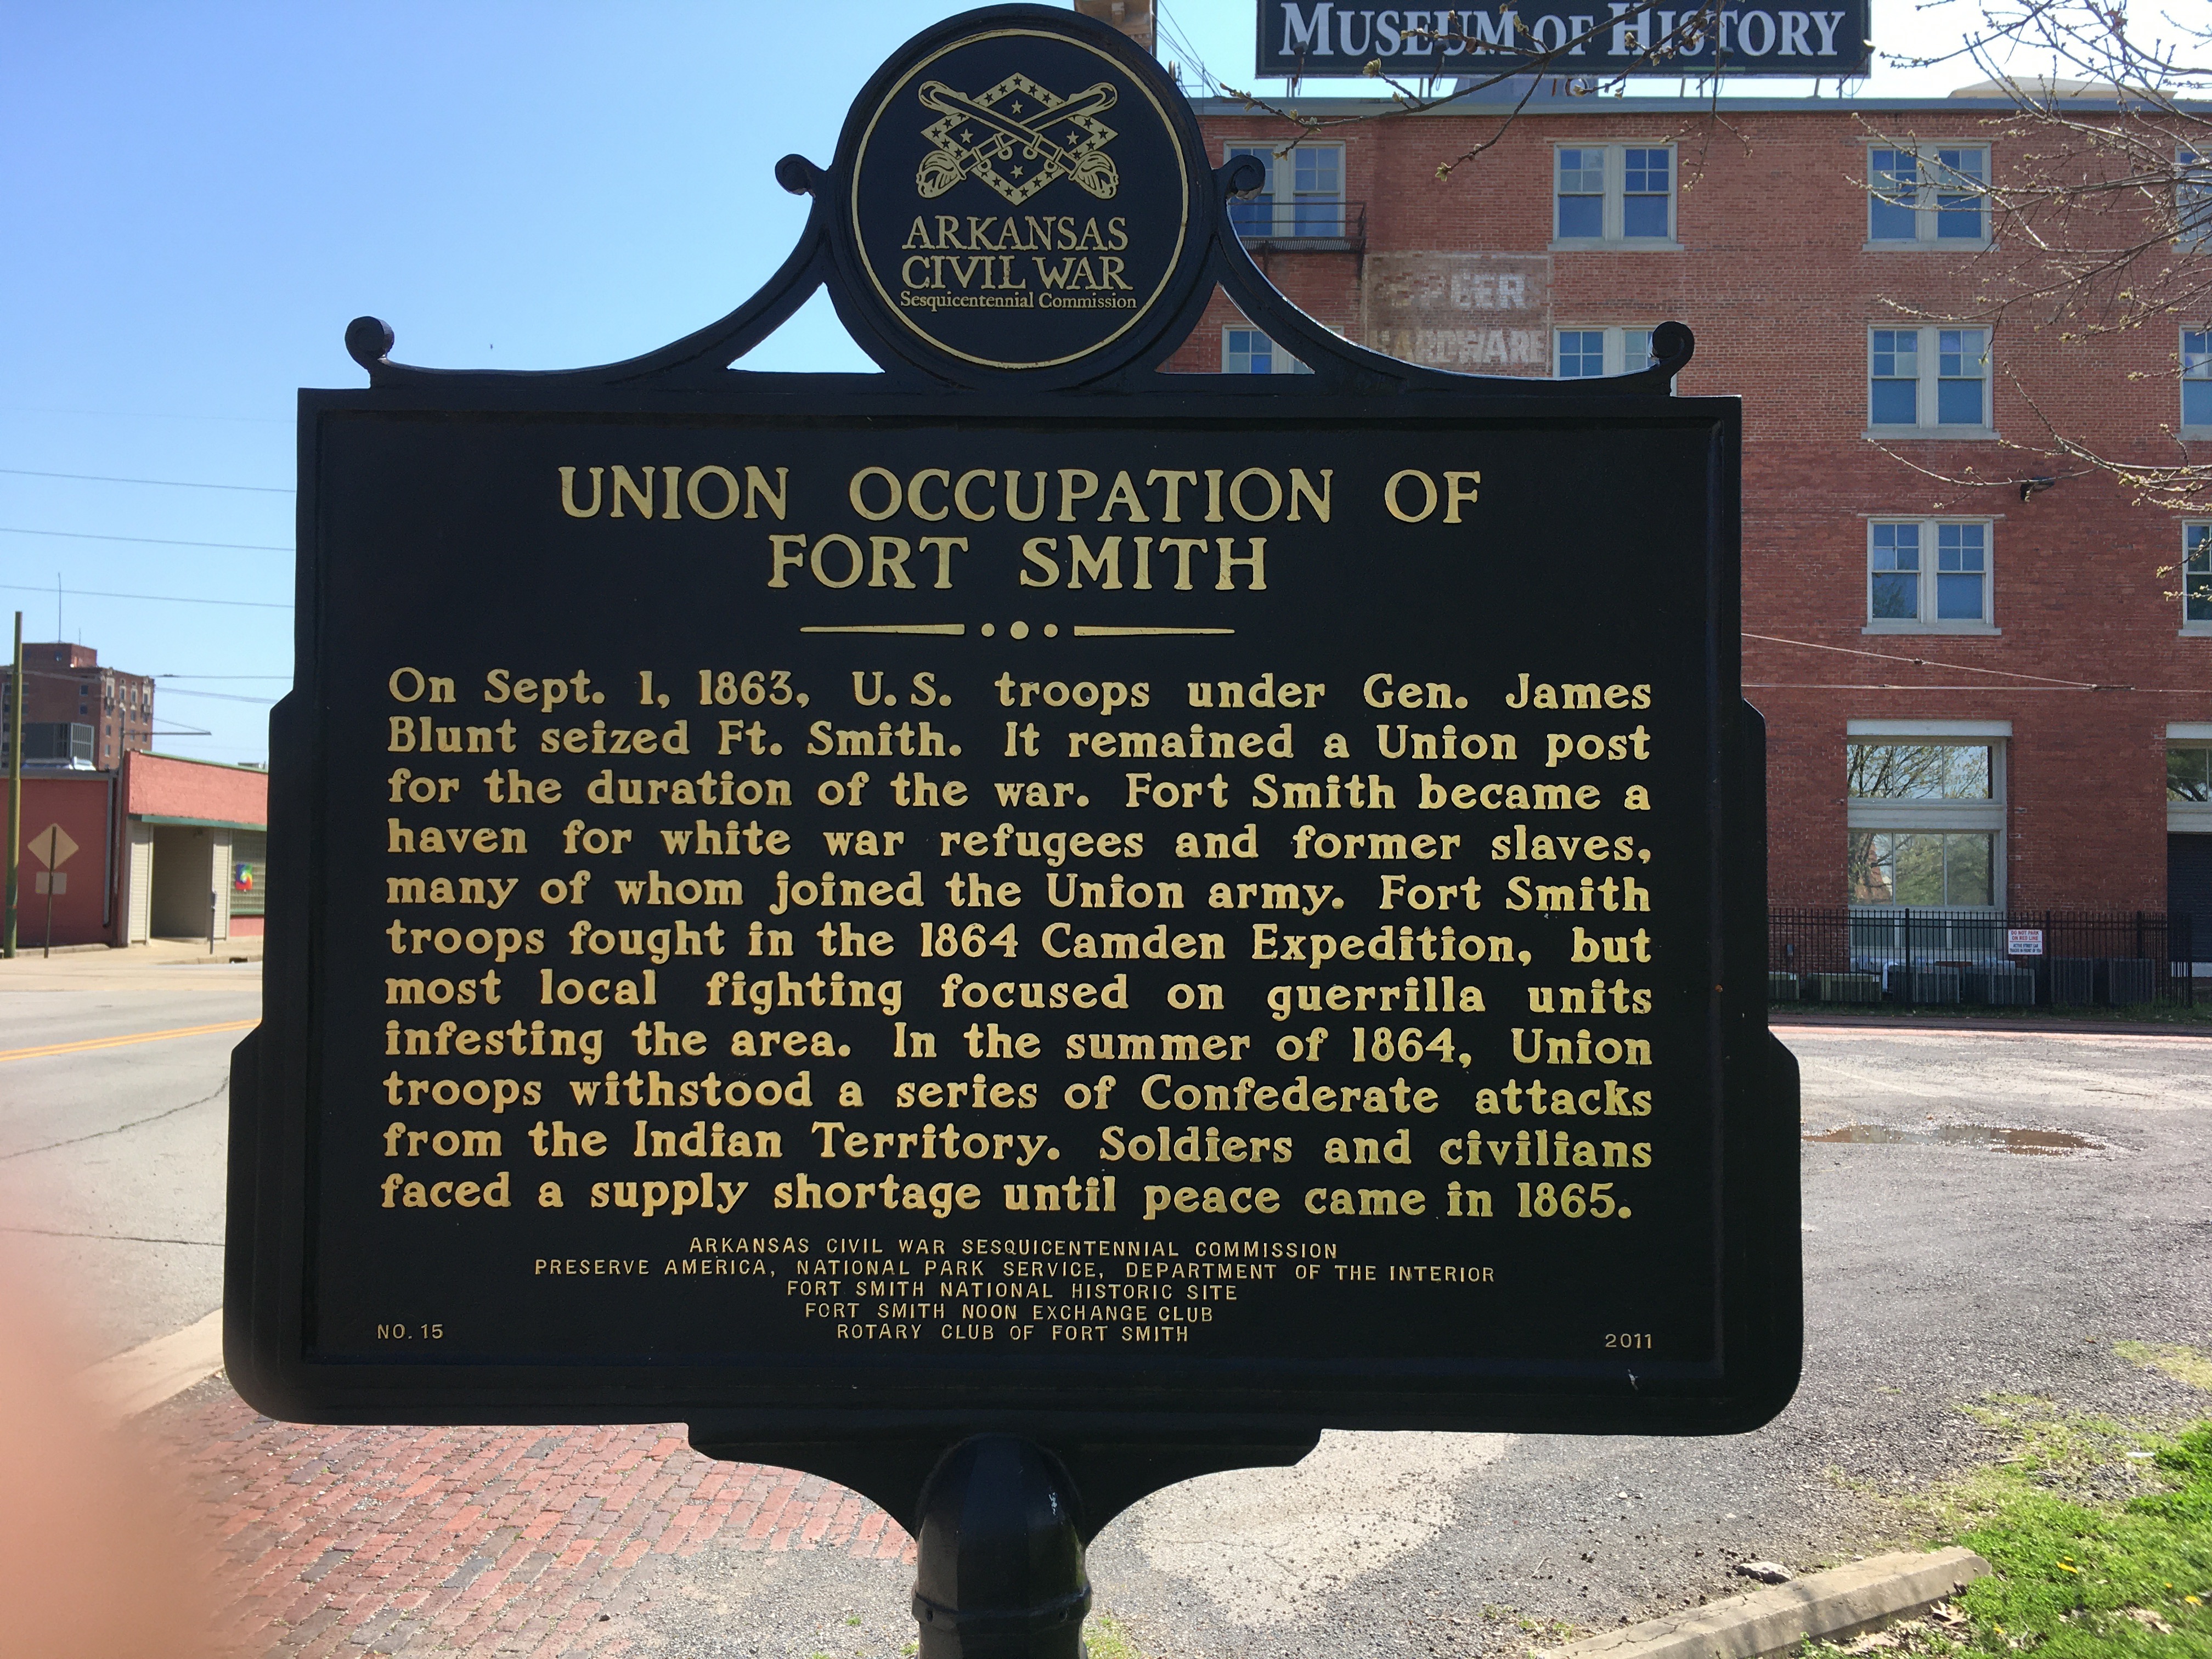 MUSEUM OF HISTORY
ARKANSAS
CIVIL WAR
Sesquicentennial Commission
HARDWARE
UNION OCCUPATION OF
FORT SMITH
On Sept. 1, 1863, U.S. troops under Gen. James
Blunt seized Ft. Smith. It remained a Union post
for the duration of the war. Fort Smith became a
haven for white war refugees and former slaves,
many of whom joined the Union army. Fort Smith
troops fought in the 1864 Camden Expedition, but
most local fighting focused on guerrilla units
infesting the area. In the summer of 1864, Union
troops withstood a series of Confederate attacks
from the Indian Territory. Soldiers and civilians
faced a supply shortage until peace came in 1865.
ARKANSAS CIVIL WAR SESQUICENTENNIAL COMMISSION
PRESERVE AMERICA, NATIONAL PARK SERVICE, DEPARTMENT OF THE INTERIOR
FORT SMITH NATIONAL HISTORIC SITE
FORT SMITH NOON EXCHANGE CLUB
ROTARY CLUB OF FORT SMITH
NO. 15
2011